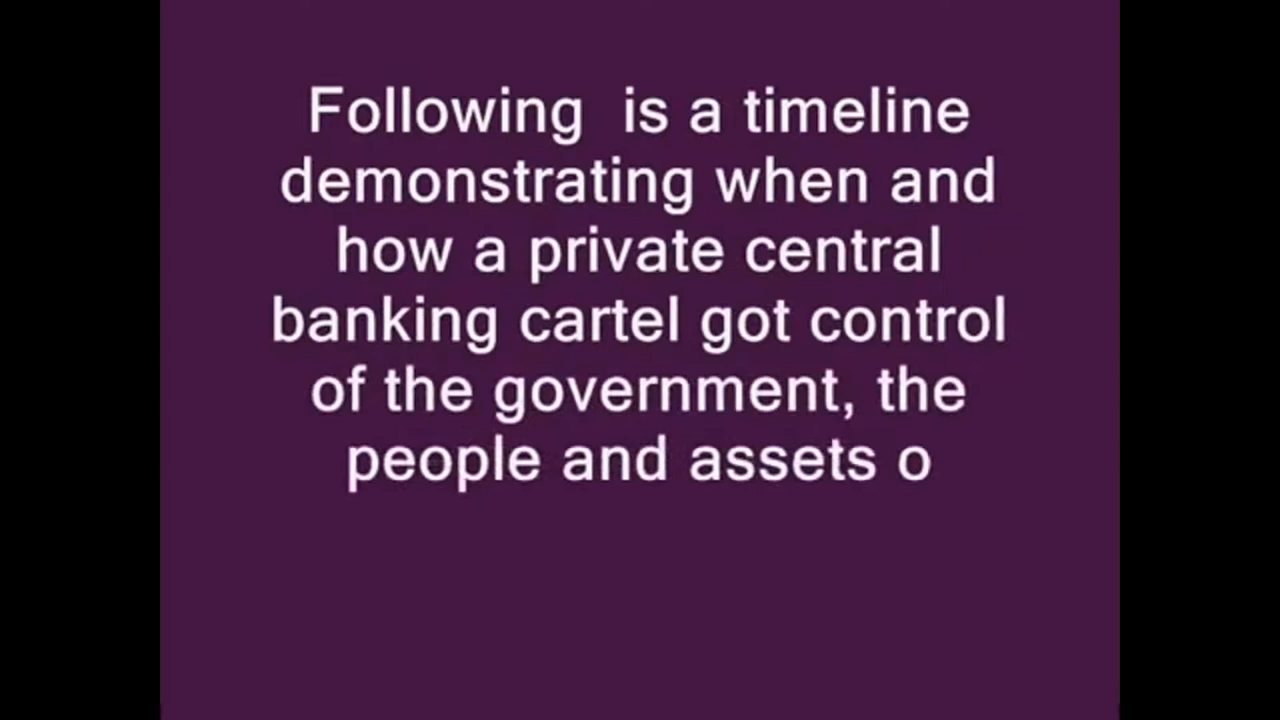 Following  is a timeline
demonstrating when and
how a private central
banking cartel got control
of the government, the
people and assets o